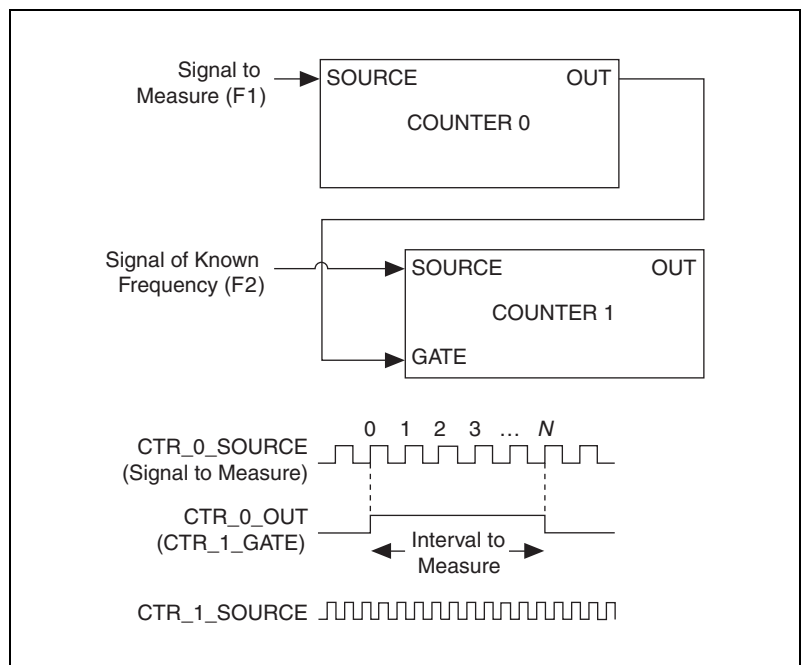 Signal to
Measure (F1)
SOURCE OUT
COUNTER 0
Signal of Known
Frequency (F2)
SOURCE OUT
COUNTER 1
GATE
0 1 2 3 … N
CTR_0_SOURCE
(Signal to Measure)
CTR_0_OUT
(CTR_1_GATE)
Interval to
Measure
CTR_1_SOURCE